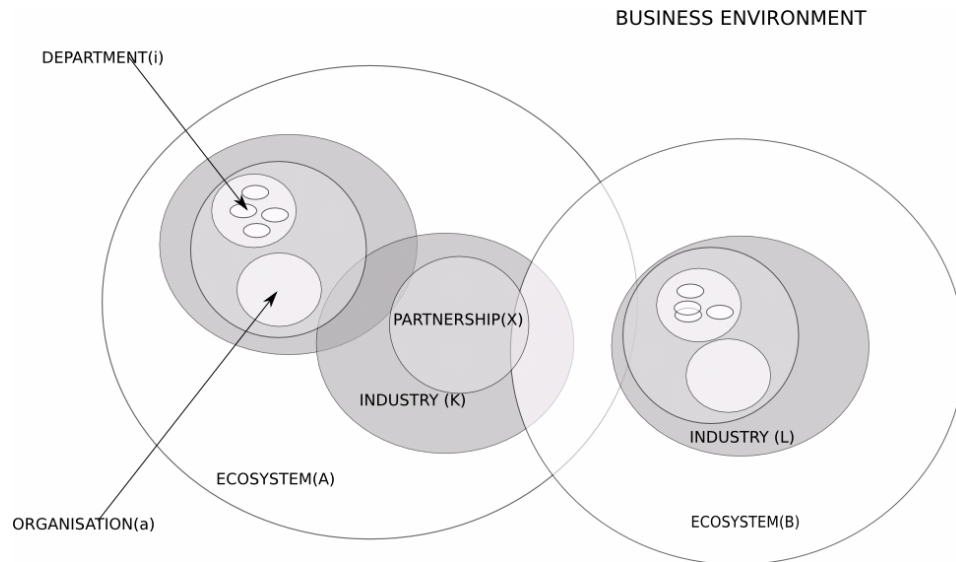 BUSINESS ENVIRONMENT
DEPARTMENT(i)
PARTNERSHIP(X)
INDUSTRY (K)
INDUSTRY (L)
ECOSYSTEM(A)
ECOSYSTEM(B)
ORGANISATION(a)